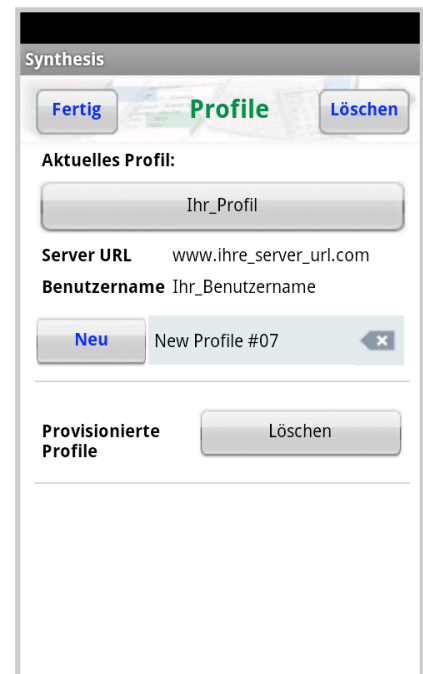 Synthesis
Fertig Profile Löschen
Aktuelles Profil:
Ihr_Profil
Server URL www.ihre_server_url.com
Benutzername Ihr_Benutzername
Neu New Profile #07
Provisionierte
Profile
Löschen